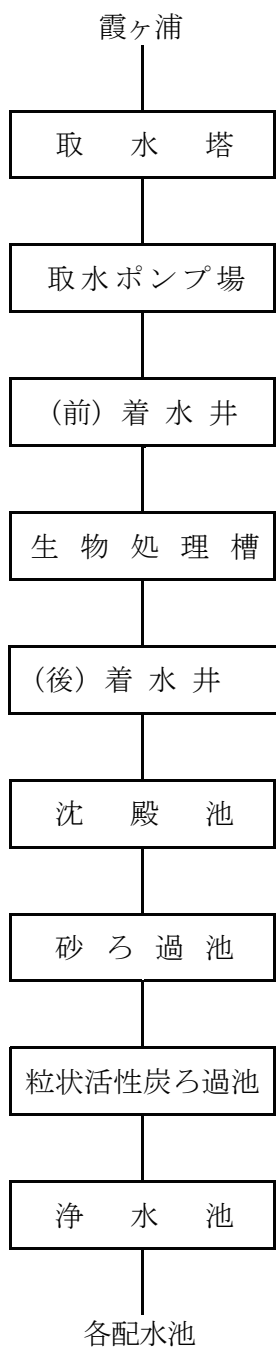 霞ヶ浦
取水塔
取水ポンプ場
(前)着水井
生物処理槽
(後)着水井
沈殿池
砂ろ過池
粒状活性炭ろ過池
浄水池
各配水池